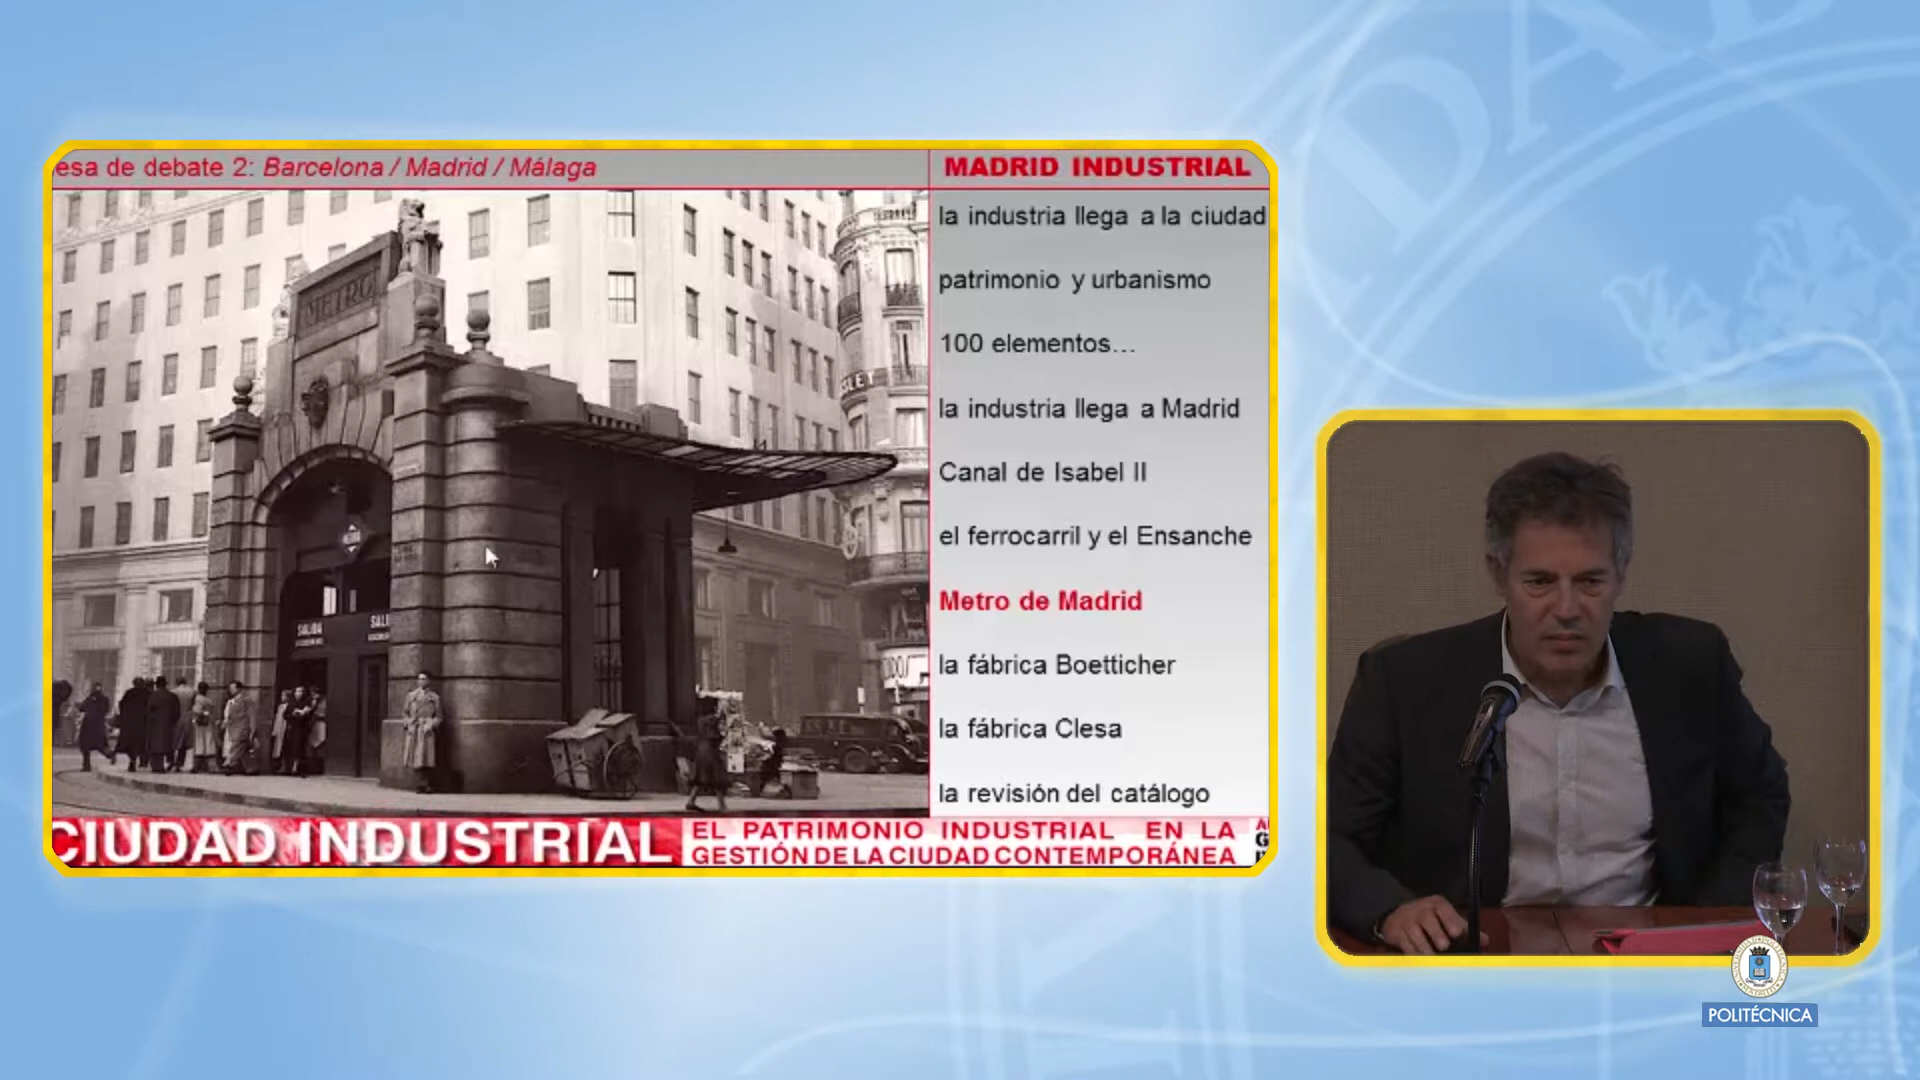 esa de debate 2: Barcelona / Madrid / Málaga
MADRID INDUSTRIAL
la industria llega a la ciudad
patrimonio y urbanismo
100 elementos...
la industria llega a Madrid
Canal de Isabel II
el ferrocarril y el Ensanche
Metro de Madrid
la fábrica Boetticher
la fábrica Clesa
la revisión del catálogo
METRO
SALIDA
SALI
CIUDAD INDUSTRIAL
EL PATRIMONIO INDUSTRIAL EN LA
GESTIÓN DE LA CIUDAD CONTEMPORÁNEA
POLITÉCNICA